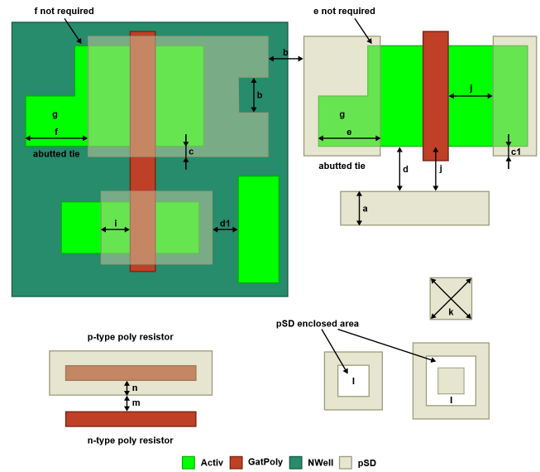 f not required
e not required
b
b
g
f
abutted tie
c
j
g
e
abutted tie
c1
d
j
i
d1
a
k
p-type poly resistor
pSD enclosed area
n
m
l
l
n-type poly resistor
Activ GatPoly NWell pSD